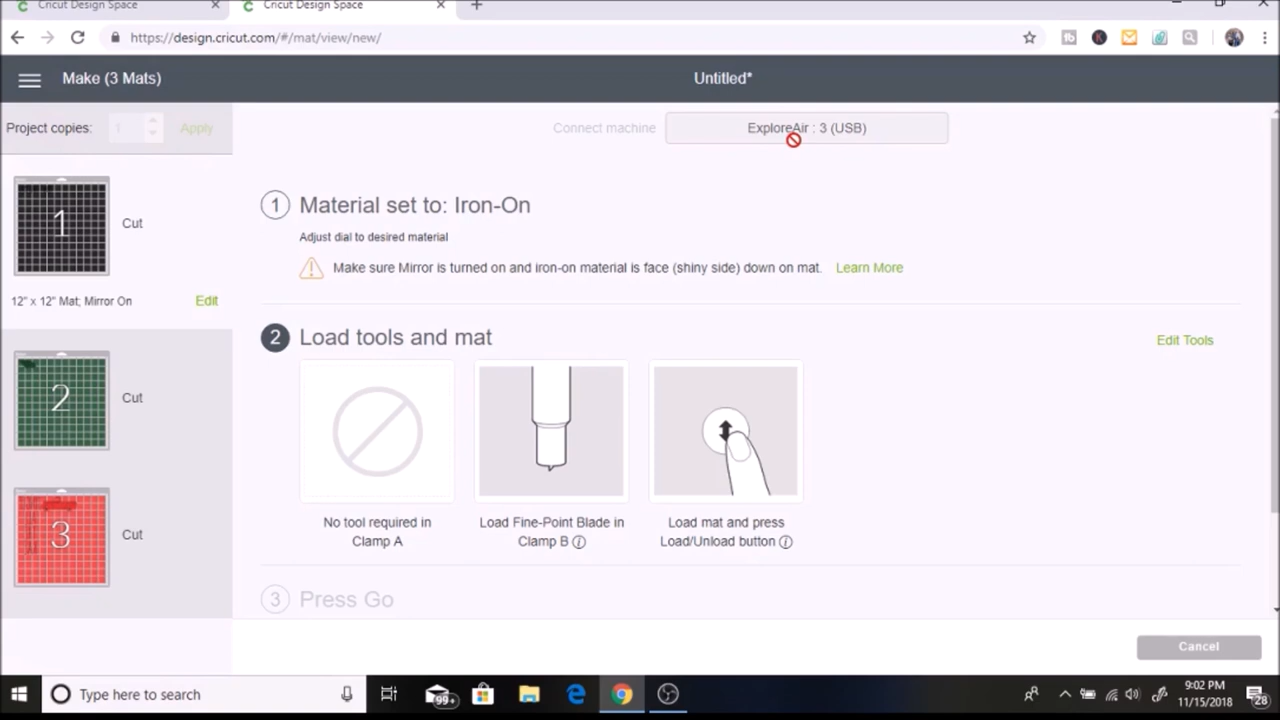 Cricut Design Space
Cricut Design Space
https://design.cricut.com/#/mat/view/new/
Make (3 Mats)
Untitled*
Project copies: 1 Apply
Connect machine
ExploreAir : 3 (USB)
1
Cut
12" x 12" Mat; Mirror On
Edit
2
Cut
3
Cut
1 Material set to: Iron-On
Adjust dial to desired material
Make sure Mirror is turned on and iron-on material is face (shiny side) down on mat. Learn More
2 Load tools and mat
Edit Tools
No tool required in
Clamp A
Load Fine-Point Blade in
Clamp B
Load mat and press
Load/Unload button
3 Press Go
Cancel
Type here to search
99+
9:02 PM
11/15/2018
28